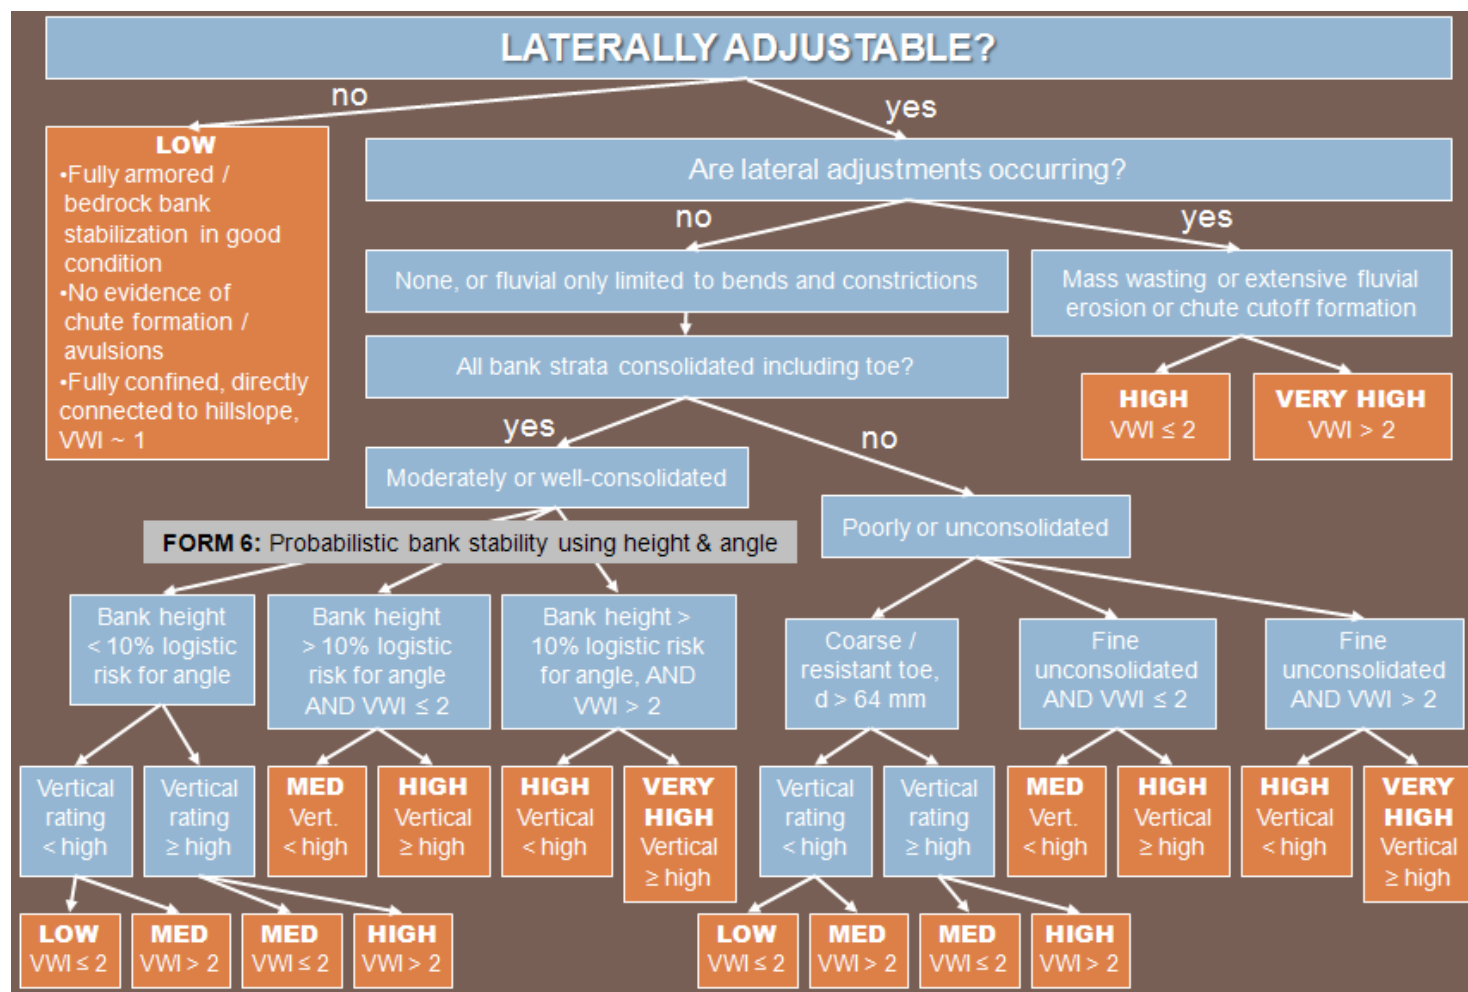 LATERALLY ADJUSTABLE?
no
yes
LOW
•Fully armored /
bedrock bank
stabilization in good
condition
•No evidence of
chute formation /
avulsions
•Fully confined, directly
connected to hillslope,
VWI ~ 1
Are lateral adjustments occurring?
no
yes
None, or fluvial only limited to bends and constrictions
Mass wasting or extensive fluvial
erosion or chute cutoff formation
All bank strata consolidated including toe?
HIGH
VWI ≤ 2
VERY HIGH
VWI > 2
yes
no
Moderately or well-consolidated
Poorly or unconsolidated
FORM 6: Probabilistic bank stability using height & angle
Bank height
< 10% logistic
risk for angle
Bank height
> 10% logistic
risk for angle
AND VWI ≤ 2
Bank height >
10% logistic risk
for angle, AND
VWI > 2
Coarse /
resistant toe,
d > 64 mm
Fine
unconsolidated
AND VWI ≤ 2
Fine
unconsolidated
AND VWI > 2
Vertical
rating
< high
Vertical
rating
≥ high
MED
Vert.
< high
HIGH
Vertical
≥ high
HIGH
Vertical
< high
VERY
HIGH
Vertical
≥ high
Vertical
rating
< high
Vertical
rating
≥ high
MED
Vert.
< high
HIGH
Vertical
≥ high
HIGH
Vertical
< high
VERY
HIGH
Vertical
≥ high
LOW
VWI ≤ 2
MED
VWI > 2
MED
VWI ≤ 2
HIGH
VWI > 2
LOW
VWI ≤ 2
MED
VWI > 2
MED
VWI ≤ 2
HIGH
VWI > 2